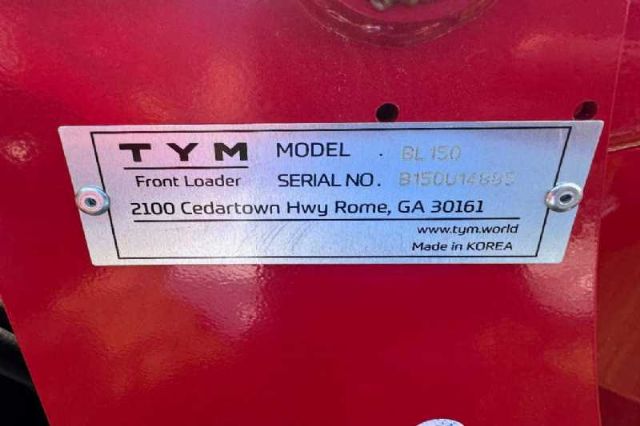 TYM MODEL . BL150
Front Loader SERIAL NO.
2100 Cedartown Hwy Rome, GA 30161
www.tym.world
Made in KOREA